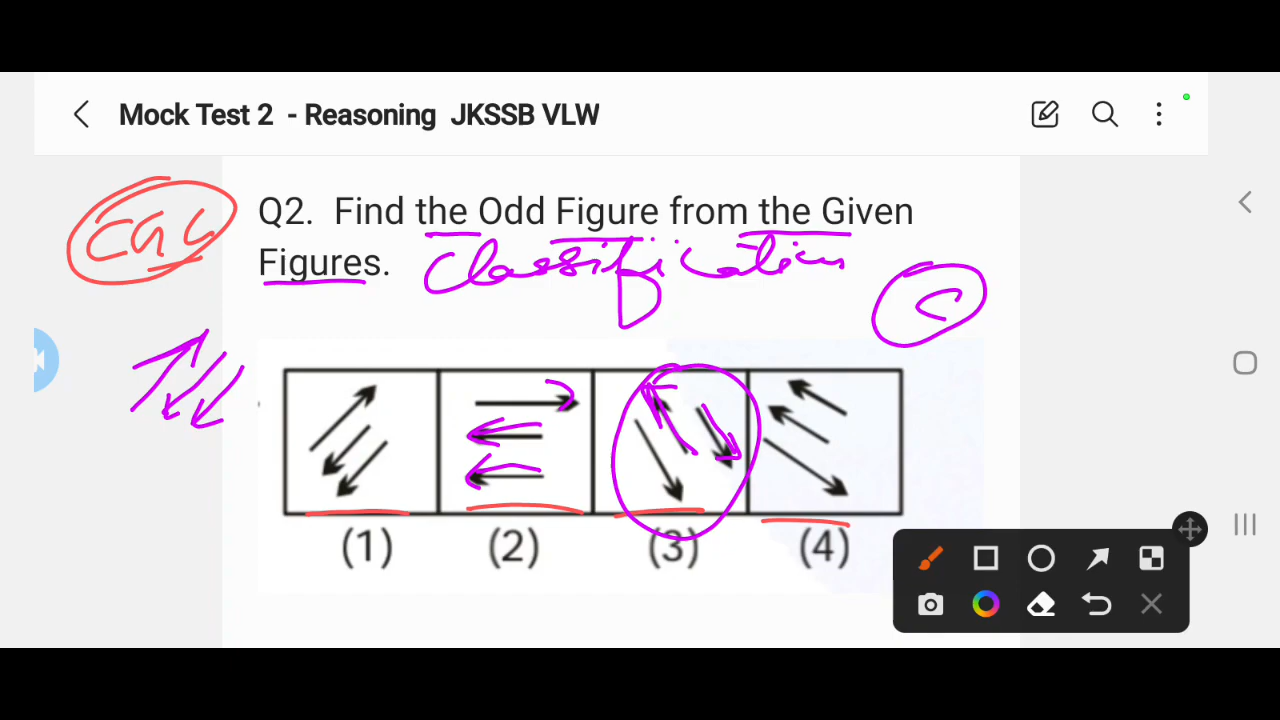 Mock Test 2 - Reasoning JKSSB VLW
Q2. Find the Odd Figure from the Given
Figures. Classification
C
(1) (2) (3) (4)